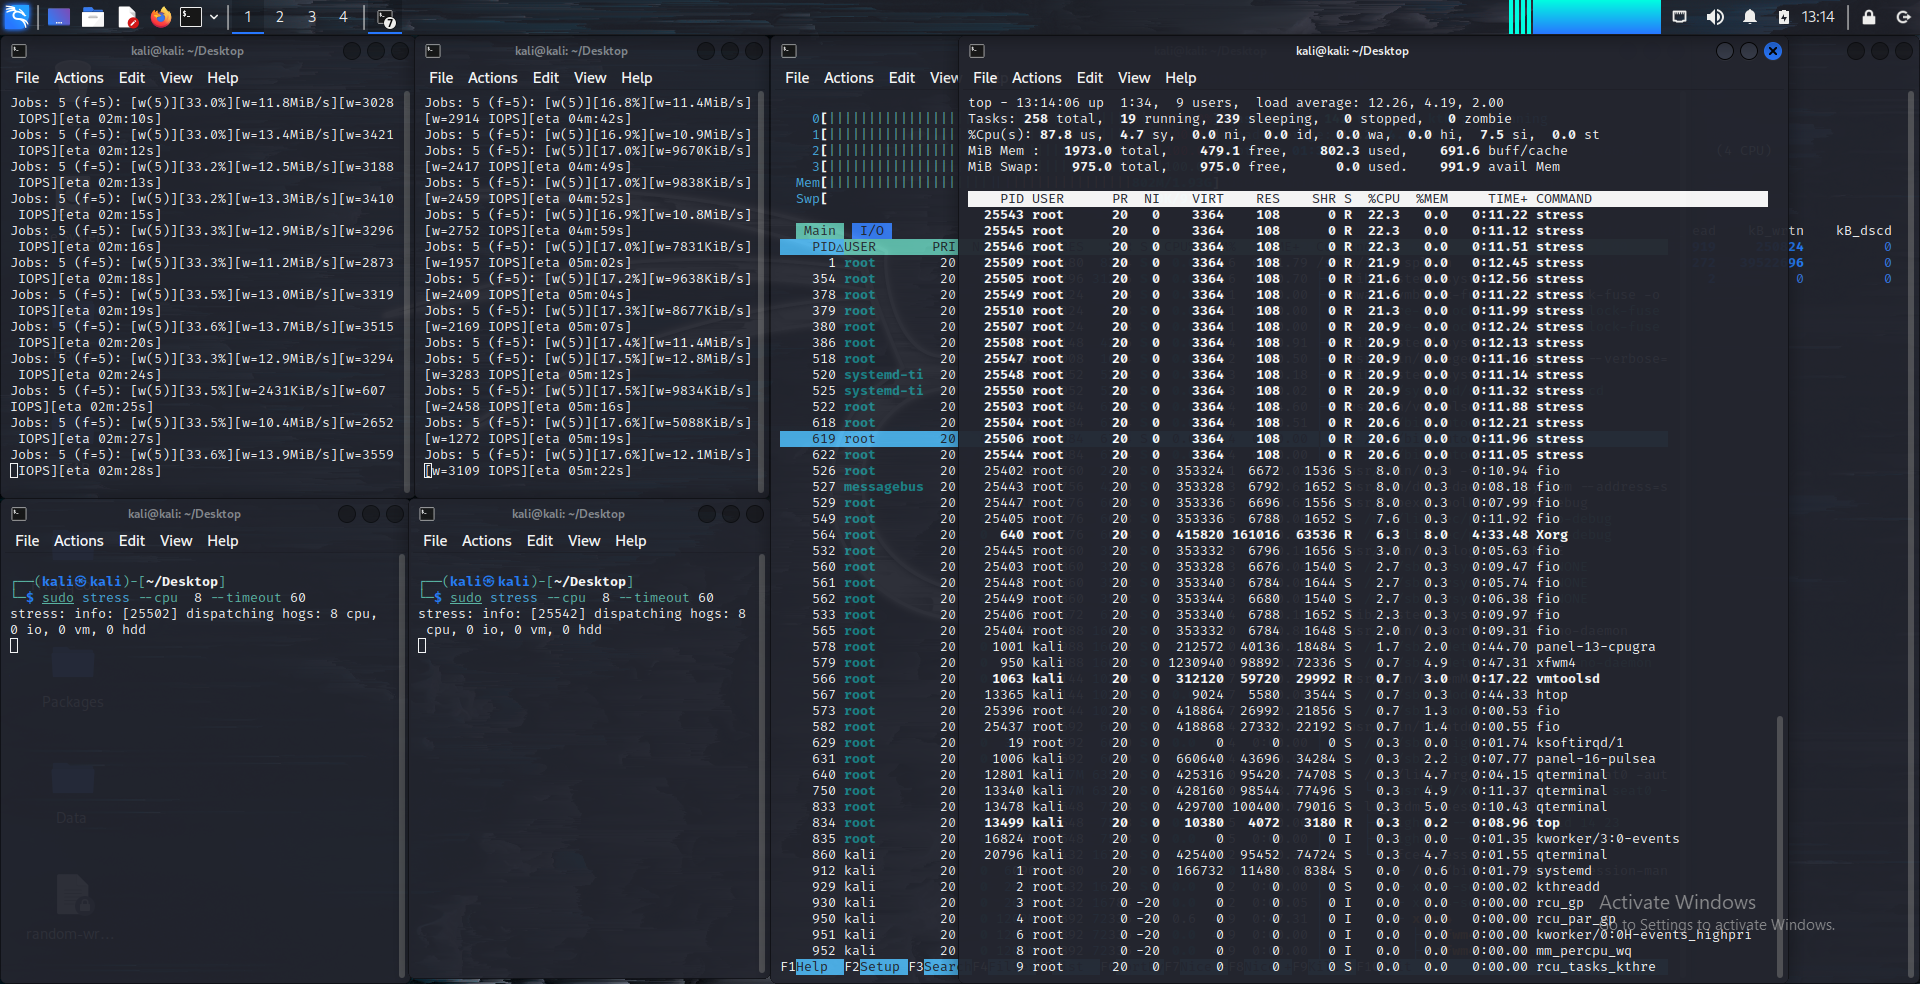 1 2 3 4 7 13:14
kali@kali: ~/Desktop
File Actions Edit View Help
Jobs: 5 (f=5): [w(5)][33.0%][w=11.8MiB/s][w=3028
IOPS][eta 02m:10s]
Jobs: 5 (f=5): [w(5)][33.0%][w=13.4MiB/s][w=3421
IOPS][eta 02m:12s]
Jobs: 5 (f=5): [w(5)][33.2%][w=12.5MiB/s][w=3188
IOPS][eta 02m:13s]
Jobs: 5 (f=5): [w(5)][33.2%][w=13.3MiB/s][w=3410
IOPS][eta 02m:15s]
Jobs: 5 (f=5): [w(5)][33.3%][w=12.9MiB/s][w=3296
IOPS][eta 02m:16s]
Jobs: 5 (f=5): [w(5)][33.3%][w=11.2MiB/s][w=2873
IOPS][eta 02m:18s]
Jobs: 5 (f=5): [w(5)][33.5%][w=13.0MiB/s][w=3319
IOPS][eta 02m:19s]
Jobs: 5 (f=5): [w(5)][33.6%][w=13.7MiB/s][w=3515
IOPS][eta 02m:20s]
Jobs: 5 (f=5): [w(5)][33.3%][w=12.9MiB/s][w=3294
IOPS][eta 02m:24s]
Jobs: 5 (f=5): [w(5)][33.5%][w=2431KiB/s][w=607
IOPS][eta 02m:25s]
Jobs: 5 (f=5): [w(5)][33.5%][w=10.4MiB/s][w=2652
IOPS][eta 02m:27s]
Jobs: 5 (f=5): [w(5)][33.6%][w=13.9MiB/s][w=3559
IOPS][eta 02m:28s]
kali@kali: ~/Desktop
File Actions Edit View Help
Jobs: 5 (f=5): [w(5)][16.8%][w=11.4MiB/s]
[w=2914 IOPS][eta 04m:42s]
Jobs: 5 (f=5): [w(5)][16.9%][w=10.9MiB/s]
[w=2792 IOPS][eta 04m:45s]
Jobs: 5 (f=5): [w(5)][17.0%][w=9670KiB/s]
[w=2417 IOPS][eta 04m:49s]
Jobs: 5 (f=5): [w(5)][17.0%][w=9838MiB/s]
[w=2459 IOPS][eta 04m:52s]
Jobs: 5 (f=5): [w(5)][16.9%][w=10.8MiB/s]
[w=2752 IOPS][eta 04m:59s]
Jobs: 5 (f=5): [w(5)][17.0%][w=7831KiB/s]
[w=1957 IOPS][eta 05m:02s]
Jobs: 5 (f=5): [w(5)][17.2%][w=9638KiB/s]
[w=2409 IOPS][eta 05m:04s]
Jobs: 5 (f=5): [w(5)][17.3%][w=8677KiB/s]
[w=2169 IOPS][eta 05m:07s]
Jobs: 5 (f=5): [w(5)][17.4%][w=11.4MiB/s]
Jobs: 5 (f=5): [w(5)][17.5%][w=12.8MiB/s]
[w=3283 IOPS][eta 05m:12s]
Jobs: 5 (f=5): [w(5)][17.5%][w=9834KiB/s]
[w=2458 IOPS][eta 05m:16s]
Jobs: 5 (f=5): [w(5)][17.6%][w=5088KiB/s]
[w=1272 IOPS][eta 05m:19s]
Jobs: 5 (f=5): [w(5)][17.6%][w=12.1MiB/s]
[w=3109 IOPS][eta 05m:22s]
kali@kali: ~/Desktop
File Actions Edit View Help
(kali㉿kali)-[~/Desktop]
$ sudo stress --cpu 8 --timeout 60
stress: info: [25502] dispatching hogs: 8 cpu,
0 io, 0 vm, 0 hdd
Packages
Data
random-wr...
kali@kali: ~/Desktop
File Actions Edit View Help
(kali㉿kali)-[~/Desktop]
$ sudo stress --cpu 8 --timeout 60
stress: info: [25542] dispatching hogs: 8
cpu, 0 io, 0 vm, 0 hdd
File Actions Edit View
0[
1[
2[
3[
Mem[
Swp[
Main I/O
PID△USER PRI
1 root 20
354 root 20
378 root 20
379 root 20
380 root 20
386 root 20
518 root 20
520 systemd-ti 20
525 systemd-ti 20
522 root 20
618 root 20
619 root 20
622 root 20
526 root 20
527 messagebus 20
529 root 20
549 root 20
564 root 20
532 root 20
560 root 20
561 root 20
562 root 20
533 root 20
565 root 20
578 root 20
579 root 20
566 root 20
567 root 20
573 root 20
582 root 20
629 root 20
631 root 20
640 root 20
750 root 20
833 root 20
834 root 20
835 root 20
860 kali 20
912 kali 20
929 kali 20
930 kali 20
950 kali 20
951 kali 20
952 kali 20
F1Help F2Setup F3Sear
kali@kali: ~/Desktop
File Actions Edit View Help
top - 13:14:06 up 1:34, 9 users, load average: 12.26, 4.19, 2.00
Tasks: 258 total, 19 running, 239 sleeping, 0 stopped, 0 zombie
%Cpu(s): 87.8 us, 4.7 sy, 0.0 ni, 0.0 id, 0.0 wa, 0.0 hi, 7.5 si, 0.0 st
MiB Mem : 1973.0 total, 479.1 free, 802.3 used, 691.6 buff/cache
MiB Swap: 975.0 total, 975.0 free, 0.0 used. 991.9 avail Mem
PID USER PR NI VIRT RES SHR S %CPU %MEM TIME+ COMMAND
25543 root 20 0 3364 108 0 R 22.3 0.0 0:11.22 stress
25545 root 20 0 3364 108 0 R 22.3 0.0 0:11.12 stress
25546 root 20 0 3364 108 0 R 22.3 0.0 0:11.51 stress
25509 root 20 0 3364 108 0 R 21.9 0.0 0:12.45 stress
25505 root 20 0 3364 108 0 R 21.6 0.0 0:12.56 stress
25549 root 20 0 3364 108 0 R 21.6 0.0 0:11.22 stress
25510 root 20 0 3364 108 0 R 21.3 0.0 0:11.99 stress
25507 root 20 0 3364 108 0 R 20.9 0.0 0:12.24 stress
25508 root 20 0 3364 108 0 R 20.9 0.0 0:12.13 stress
25547 root 20 0 3364 108 0 R 20.9 0.0 0:11.16 stress
25548 root 20 0 3364 108 0 R 20.9 0.0 0:11.14 stress
25550 root 20 0 3364 108 0 R 20.9 0.0 0:11.32 stress
25503 root 20 0 3364 108 0 R 20.6 0.0 0:11.88 stress
25504 root 20 0 3364 108 0 R 20.6 0.0 0:12.21 stress
25506 root 20 0 3364 108 0 R 20.6 0.0 0:11.96 stress
25544 root 20 0 3364 108 0 R 20.6 0.0 0:11.05 stress
25402 root 20 0 353324 6672 1536 S 8.0 0.3 0:10.94 fio
25443 root 20 0 353328 6792 1652 S 8.0 0.3 0:08.18 fio
25447 root 20 0 353336 6696 1556 S 8.0 0.3 0:07.99 fio
25405 root 20 0 353336 6788 1652 S 7.6 0.3 0:11.92 fio
640 root 20 0 415820 161016 63536 R 6.3 8.0 4:33.48 Xorg
25445 root 20 0 353332 6796 1656 S 3.0 0.3 0:05.63 fio
25403 root 20 0 353328 6676 1540 S 2.7 0.3 0:09.47 fio
25448 root 20 0 353340 6784 1644 S 2.7 0.3 0:05.74 fio
25449 root 20 0 353344 6680 1540 S 2.7 0.3 0:06.38 fio
25406 root 20 0 353340 6788 1652 S 2.3 0.3 0:09.97 fio
25404 root 20 0 353332 6784 1648 S 2.0 0.3 0:09.31 fio
1001 kali 20 0 212572 40136 18484 S 1.7 2.0 0:44.70 panel-13-cpugra
950 kali 20 0 1230940 98892 72336 S 0.7 4.9 0:47.31 xfwm4
1063 kali 20 0 312120 59720 29992 R 0.7 3.0 0:17.22 vmtoolsd
13365 kali 20 0 9024 5580 3544 S 0.7 0.3 0:44.33 htop
25396 root 20 0 418864 26992 21856 S 0.7 1.3 0:00.53 fio
25437 root 20 0 418868 27332 22192 S 0.7 1.4 0:00.55 fio
19 root 20 0 0 0 0 S 0.3 0.0 0:01.74 ksoftirqd/1
1006 kali 20 0 660640 43696 34284 S 0.3 2.2 0:07.77 panel-16-pulsea
12801 kali 20 0 425316 95420 74708 S 0.3 4.7 0:04.15 qterminal
13340 kali 20 0 428160 98544 77496 S 0.3 4.9 0:11.37 qterminal
13478 kali 20 0 429700 100400 79016 S 0.3 5.0 0:10.43 qterminal
13499 kali 20 0 10380 4072 3180 R 0.3 0.2 0:08.96 top
16824 root 20 0 0 0 0 I 0.3 0.0 0:01.35 kworker/3:0-events
20796 kali 20 0 425400 95452 74724 S 0.3 4.7 0:01.55 qterminal
1 root 20 0 166732 11480 8384 S 0.0 0.6 0:01.79 systemd
2 root 20 0 0 0 0 S 0.0 0.0 0:00.02 kthreadd
3 root 0 -20 0 0 0 I 0.0 0.0 0:00.00 rcu_gp
4 root 0 -20 0 0 0 I 0.0 0.0 0:00.00 rcu_par_gp
6 root 0 -20 0 0 0 I 0.0 0.0 0:00.00 kworker/0:0H-events_highpri
8 root 0 -20 0 0 0 I 0.0 0.0 0:00.00 mm_percpu_wq
9 root 20 0 0 0 0 S 0.0 0.0 0:00.00 rcu_tasks_kthre
kB_wrtn kB_dscd
24 0
96 0
0 0
Activate Windows
Go to Settings to activate Windows.